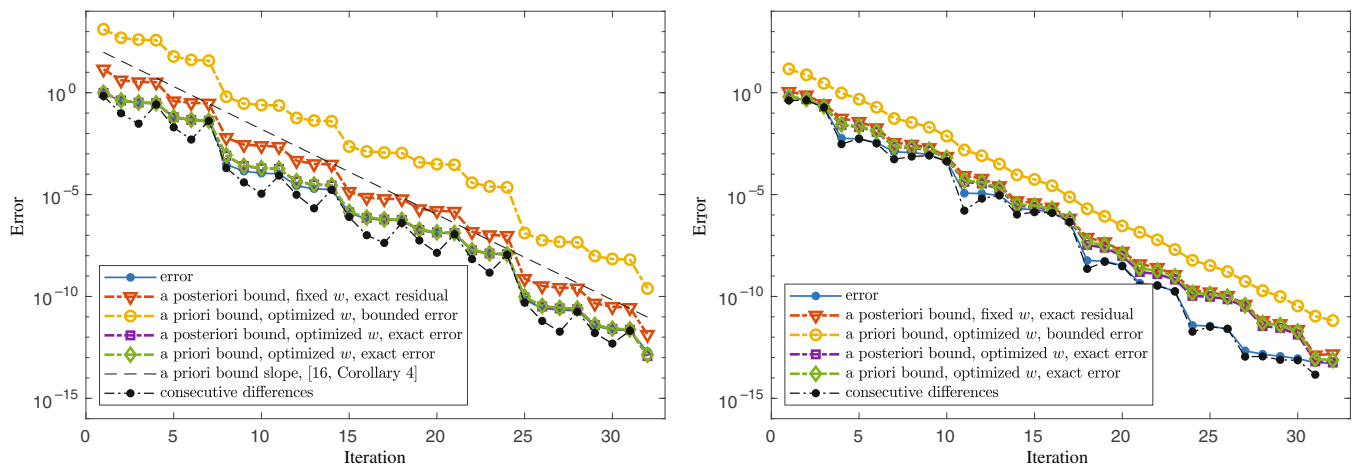 10^0
10^-5
10^-10
10^-15
Error
0 5 10 15 20 25 30
Iteration
error
a posteriori bound, fixed w, exact residual
a priori bound, optimized w, bounded error
a posteriori bound, optimized w, exact error
a priori bound, optimized w, exact error
a priori bound slope, [16, Corollary 4]
consecutive differences
10^0
10^-5
10^-10
10^-15
Error
0 5 10 15 20 25 30
Iteration
error
a posteriori bound, fixed w, exact residual
a priori bound, optimized w, bounded error
a posteriori bound, optimized w, exact error
a priori bound, optimized w, exact error
consecutive differences